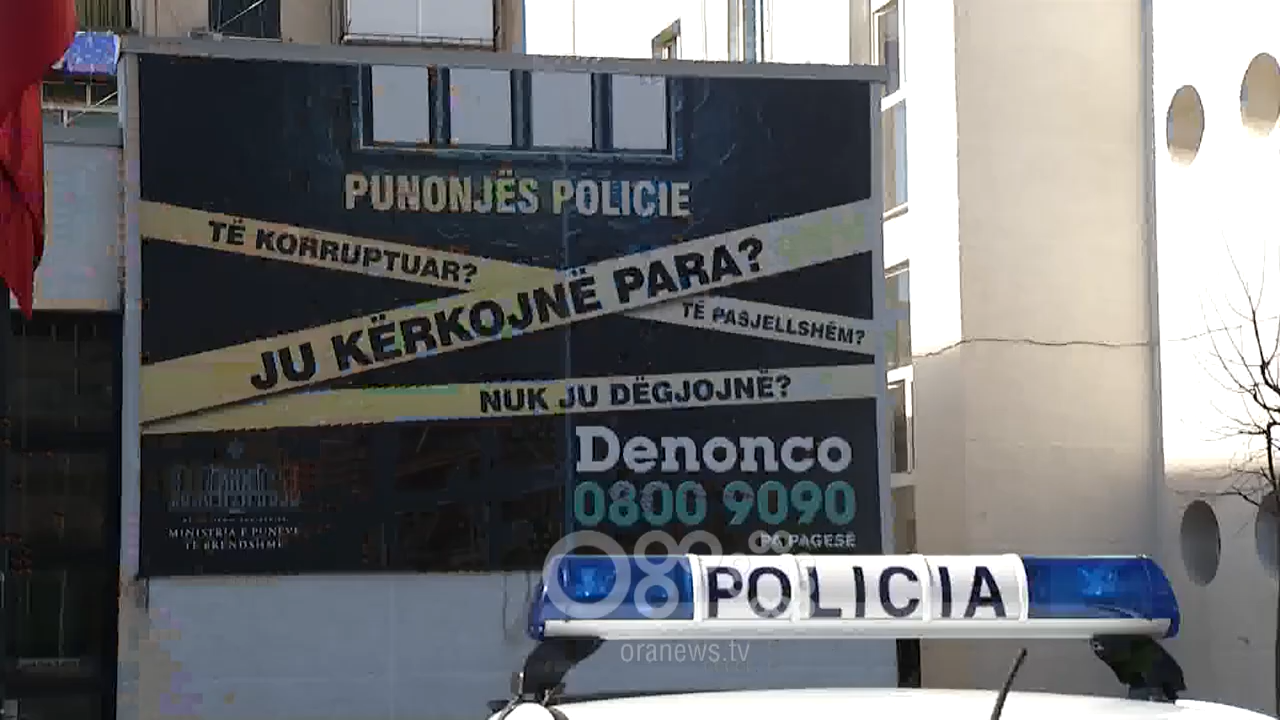 PUNONJËS POLICIE
TË KORRUPTUAR?
JU KËRKOJNË PARA?
TË PASJELLSHËM?
NUK JU DËGJOJNË?
Denonco
0800 9090
PA PAGESË
MINISTRIA E PUNËVE
TË BRENDSHME
POLICIA
oranews.tv